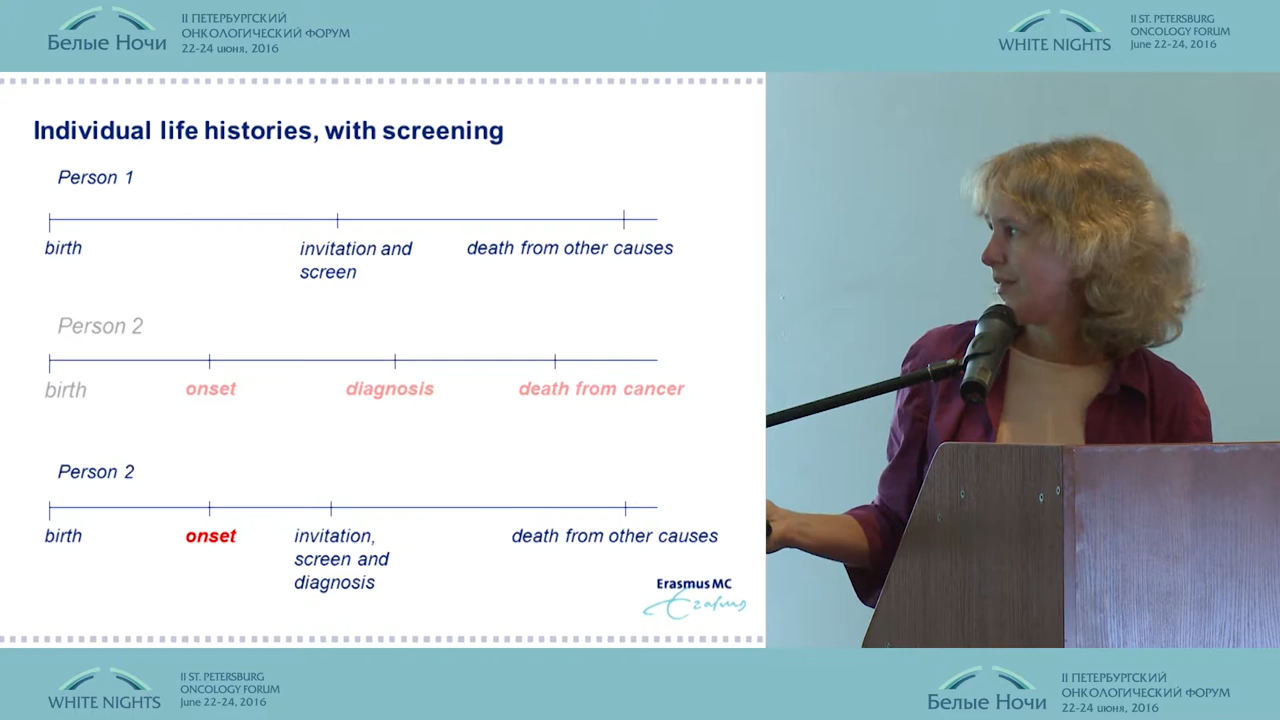 Белые Ночи
II ПЕТЕРБУРГСКИЙ
ОНКОЛОГИЧЕСКИЙ ФОРУМ
22-24 июня, 2016
WHITE NIGHTS
II ST. PETERSBURG
ONCOLOGY FORUM
June 22-24, 2016
Individual life histories, with screening
Person 1
birth
invitation and
screen
death from other causes
Person 2
birth
onset
diagnosis
death from cancer
Person 2
birth
onset
invitation,
screen and
diagnosis
death from other causes
Erasmus MC
Erasmus
WHITE NIGHTS
II ST. PETERSBURG
ONCOLOGY FORUM
June 22-24, 2016
Белые Ночи
II ПЕТЕРБУРГСКИЙ
ОНКОЛОГИЧЕСКИЙ ФОРУМ
22-24 июня, 2016